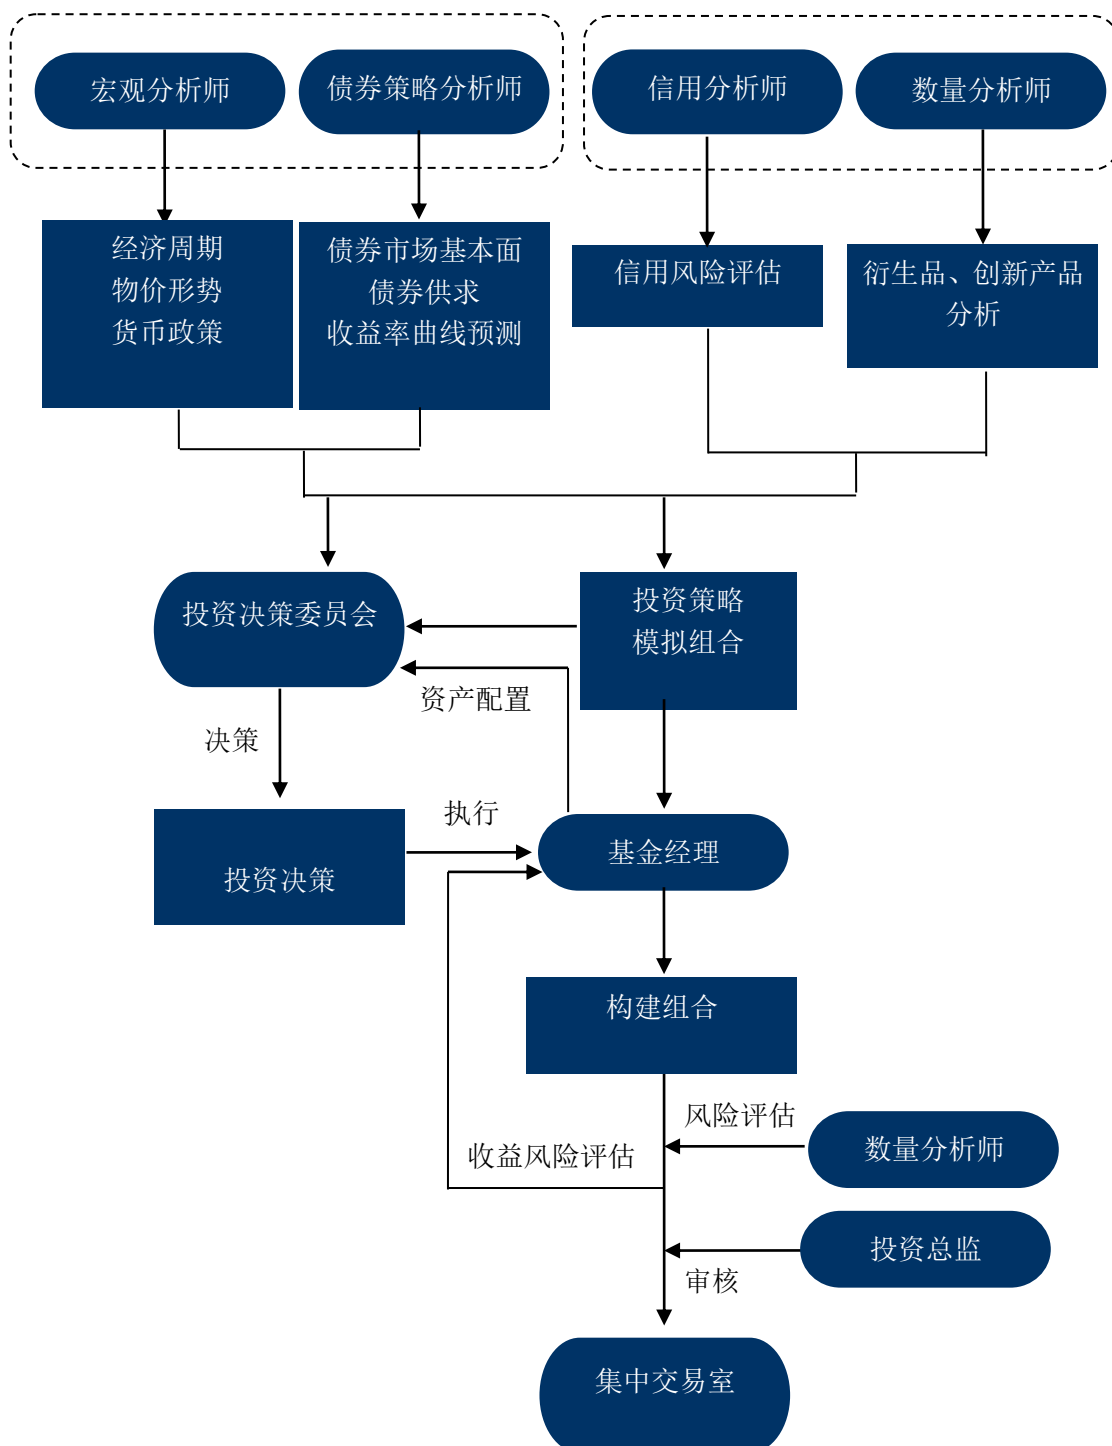 宏观分析师
债券策略分析师
信用分析师
数量分析师
经济周期
物价形势
货币政策
债券市场基本面
债券供求
收益率曲线预测
信用风险评估
衍生品、创新产品
分析
投资决策委员会
投资策略
模拟组合
资产配置
决策
执行
投资决策
基金经理
构建组合
风险评估
数量分析师
收益风险评估
投资总监
审核
集中交易室